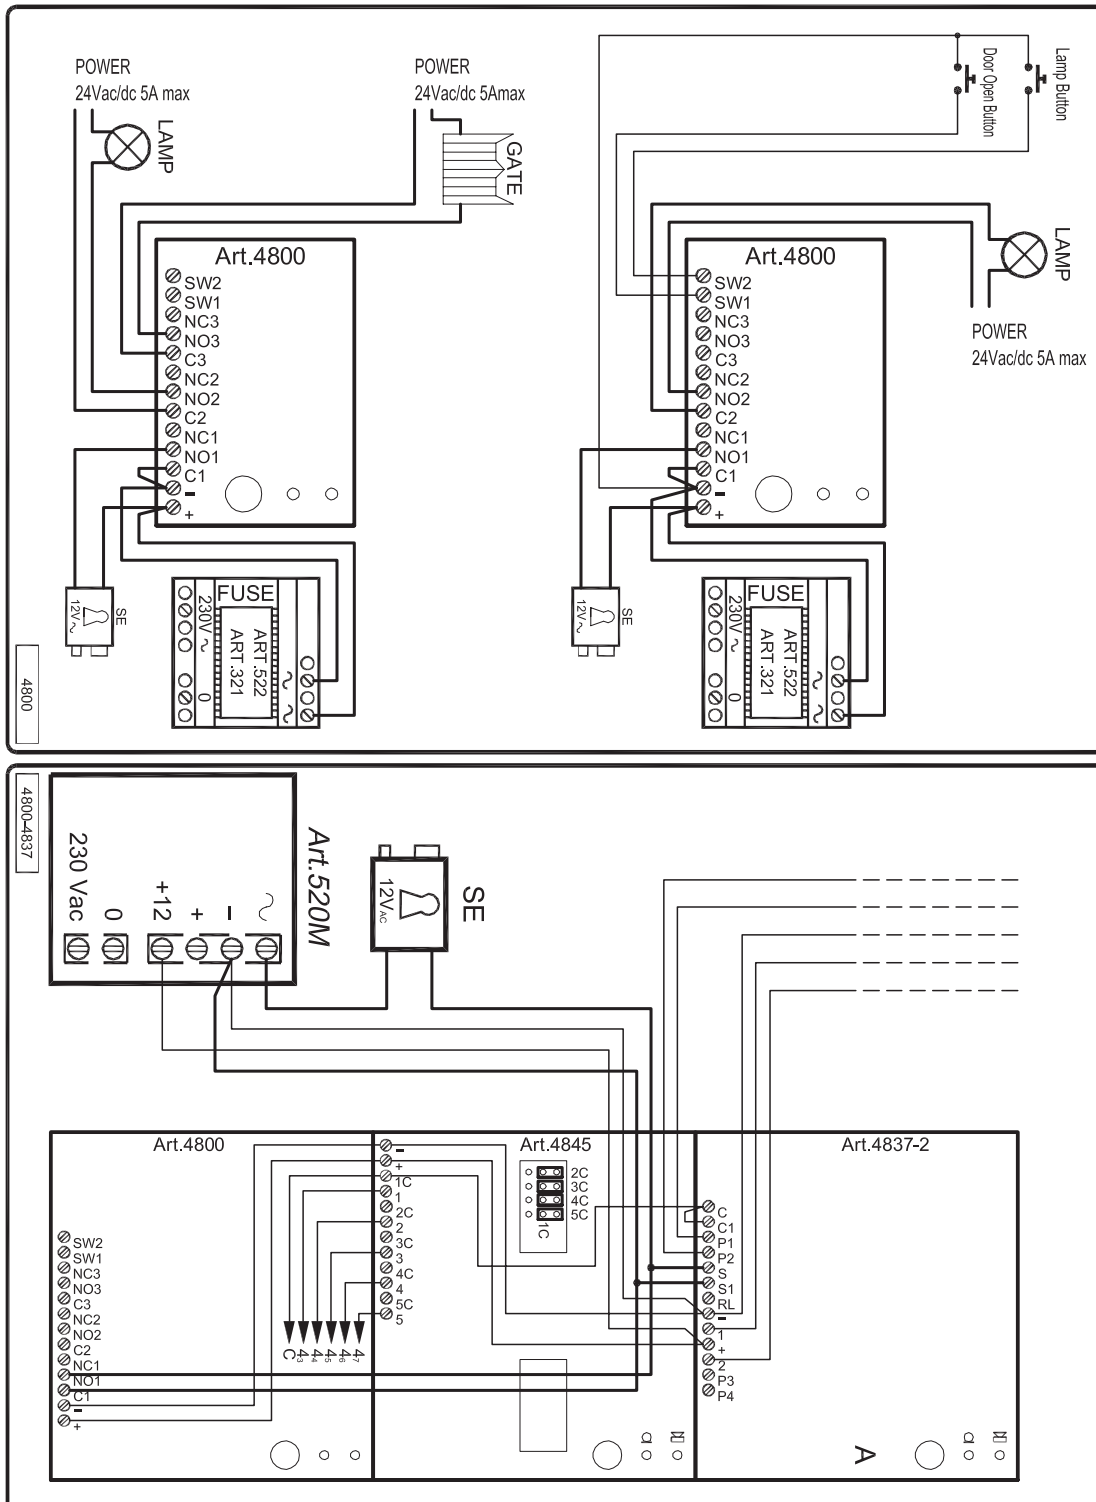 POWER
24Vac/dc 5A max
LAMP
POWER
24Vac/dc 5Amax
GATE
Art.4800
SW2
SW1
NC3
NO3
C3
NC2
NO2
C2
NC1
NO1
C1
-
+
SE
12V~
FUSE
230V ~
0
ART.522
ART.321
~
~
4800
Lamp Button
Door Open Button
LAMP
POWER
24Vac/dc 5A max
Art.4800
SW2
SW1
NC3
NO3
C3
NC2
NO2
C2
NC1
NO1
C1
-
+
SE
12V~
FUSE
230V ~
0
ART.522
ART.321
~
~
4800-4837
Art.520M
230 Vac
0
+12
+
-
~
SE
12VAC
Art.4800
SW2
SW1
NC3
NO3
C3
NC2
NO2
C2
NC1
NO1
C1
-
+
Art.4845
-
+
1C
1
2C
2
3C
3
4C
4
5C
5
C
43
44
45
46
47
2C
3C
4C
5C
1C
Art.4837-2
C
C1
P1
P2
S
S1
RL
-
1
+
2
P3
P4
A